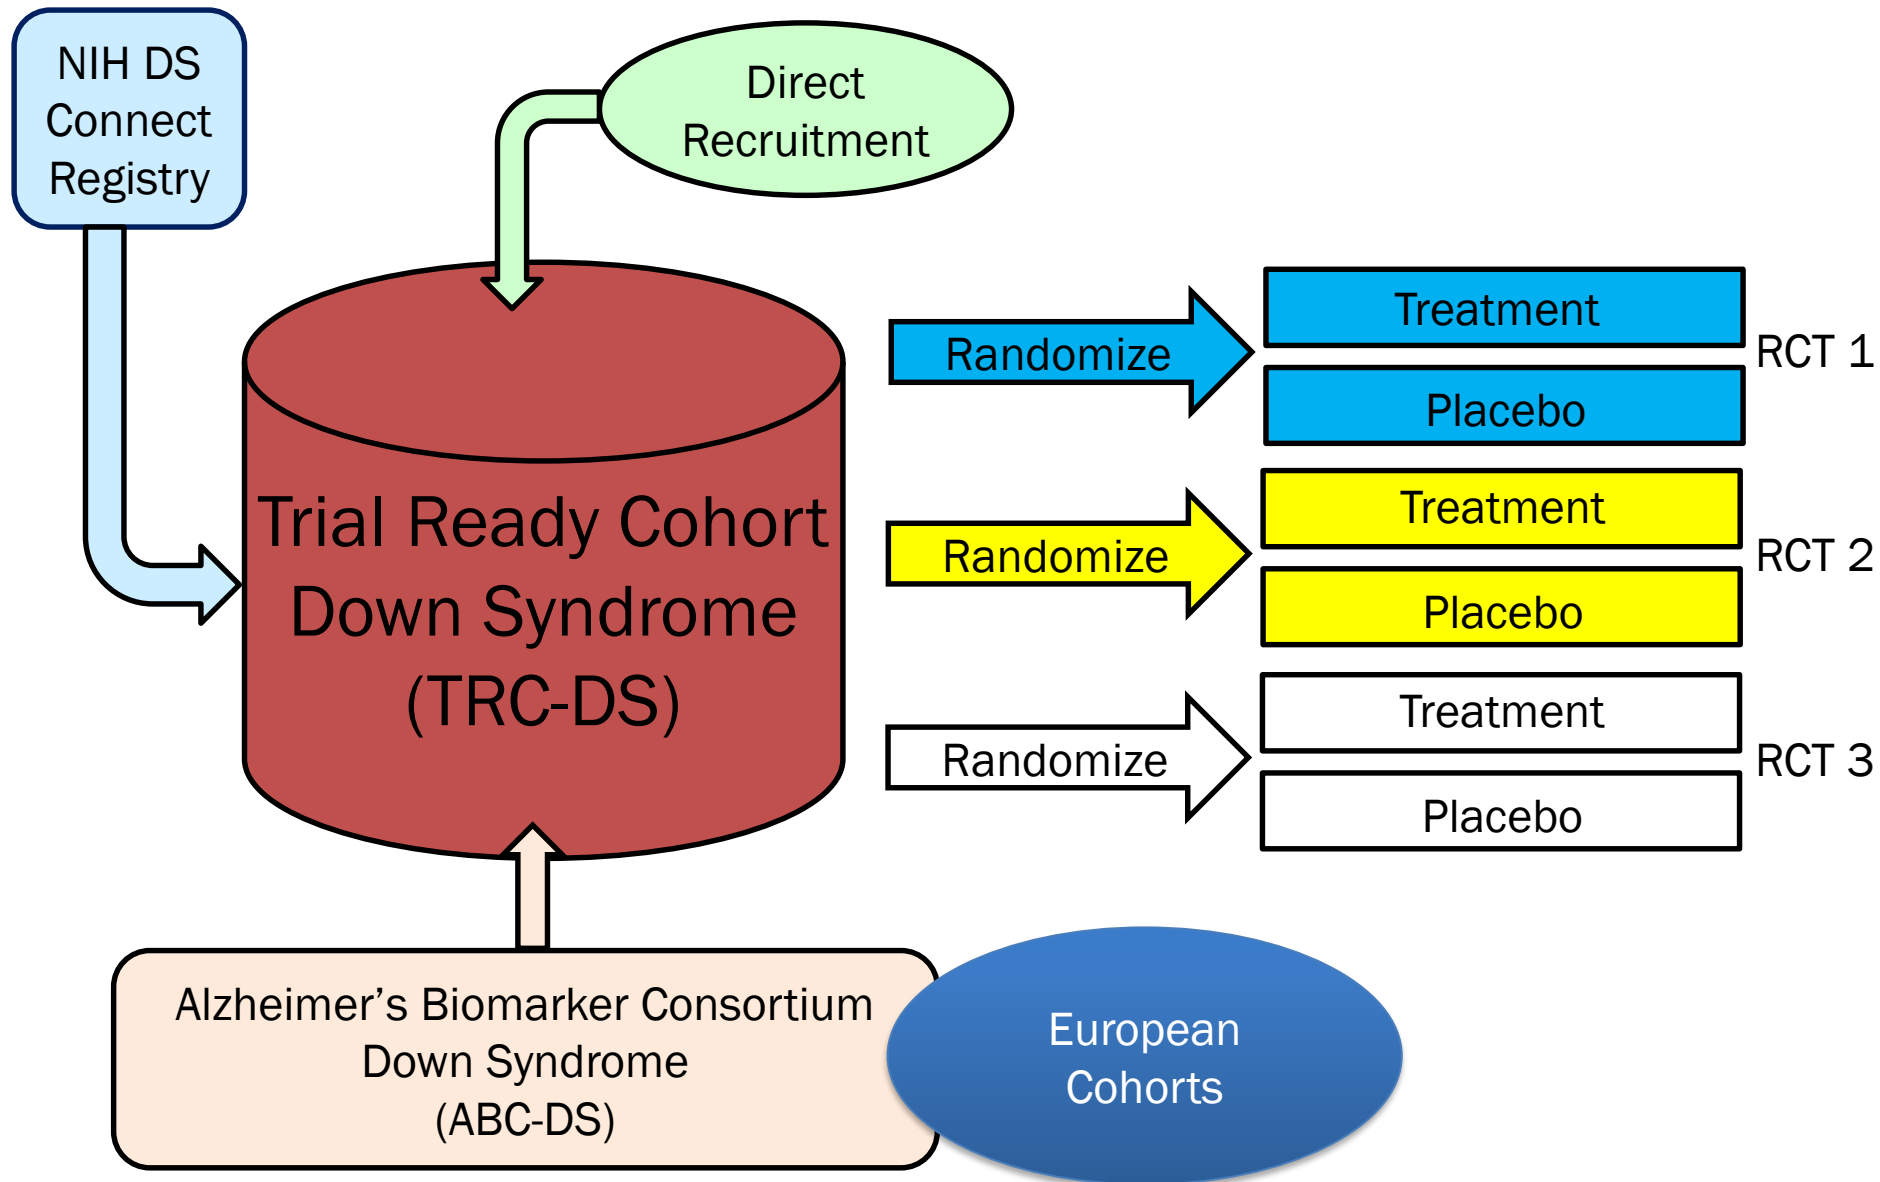 NIH DS
Connect
Registry
Direct
Recruitment
Trial Ready Cohort
Down Syndrome
(TRC-DS)
Randomize
Treatment
Placebo
RCT 1
Randomize
Treatment
Placebo
RCT 2
Randomize
Treatment
Placebo
RCT 3
Alzheimer’s Biomarker Consortium
Down Syndrome
(ABC-DS)
European
Cohorts